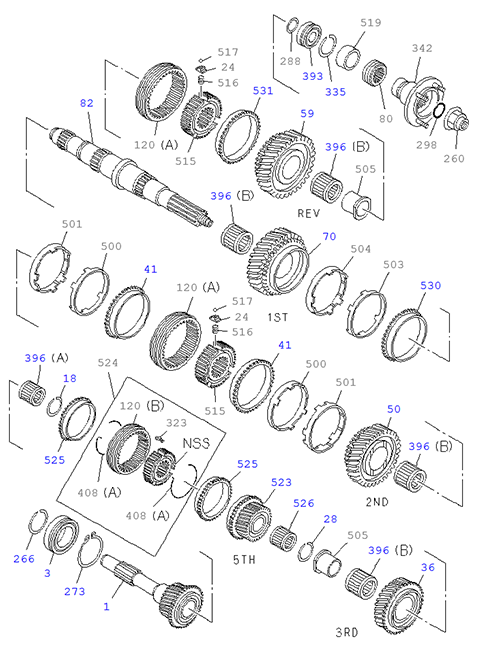 517
24
516
531
82
120 (A)
515
59
396 (B)
505
REV
288
393
335
519
80
342
298
260
501
500
41
396 (B)
70
504
503
530
120 (A)
517
24
516
1ST
396 (A)
18
524
515
41
500
501
50
396 (B)
120 (B)
323
NSS
525
408 (A)
408 (A)
525
523
526
2ND
5TH
28
505
396 (B)
36
3RD
266
3
273
1